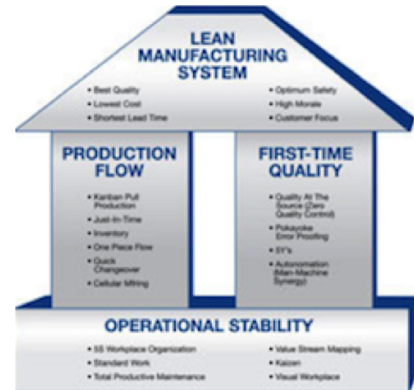 LEAN
MANUFACTURING
SYSTEM
• Best Quality
• Lowest Cost
• Shortest Lead Time
• Optimum Safety
• High Morale
• Customer Focus
PRODUCTION
FLOW
• Kanban Pull
Production
• Just-In-Time
• Inventory
• One Piece Flow
• Quick
Changeover
• Cellular Mfring
FIRST-TIME
QUALITY
• Quality At The
Source (Zero
Quality Control)
• Pokayoke
Error Proofing
• 5Y's
• Autonomation
(Man-Machine
Synergy)
OPERATIONAL STABILITY
• 5S Workplace Organization
• Standard Work
• Total Productive Maintenance
• Value Stream Mapping
• Kaizen
• Visual Workplace